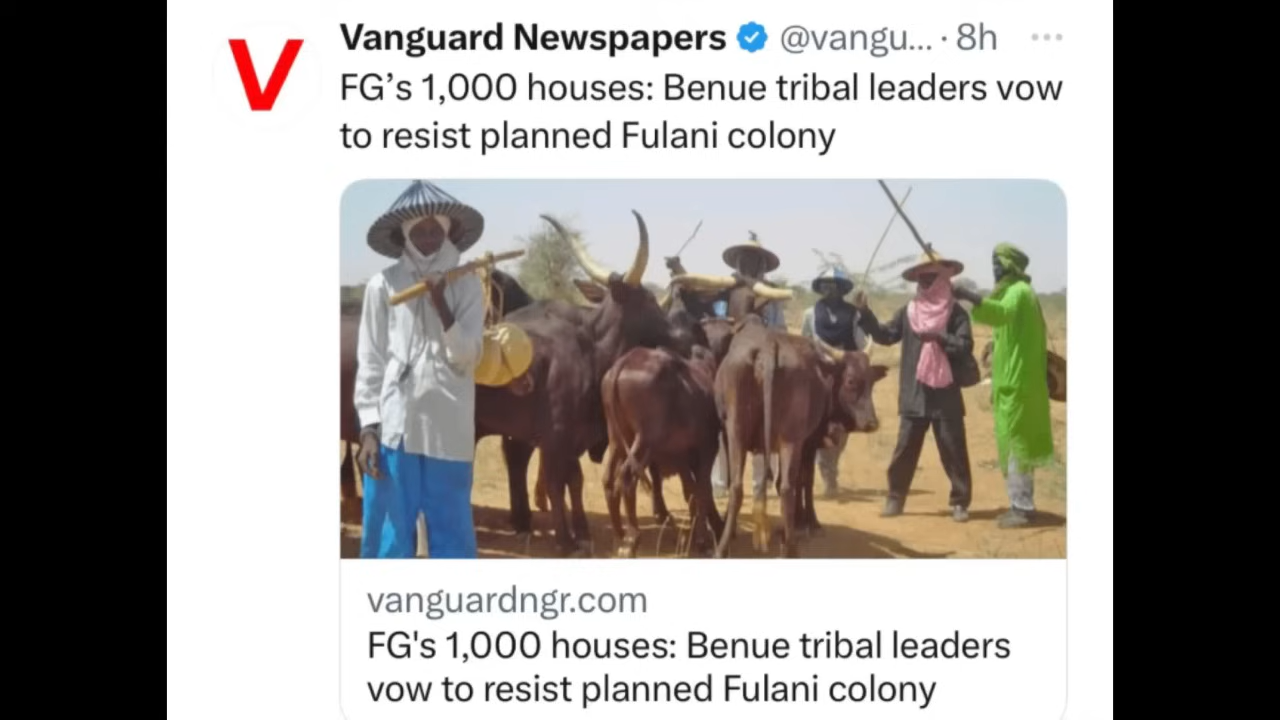 V
Vanguard Newspapers @vangu... · 8h
FG’s 1,000 houses: Benue tribal leaders vow
to resist planned Fulani colony
vanguardngr.com
FG's 1,000 houses: Benue tribal leaders
vow to resist planned Fulani colony